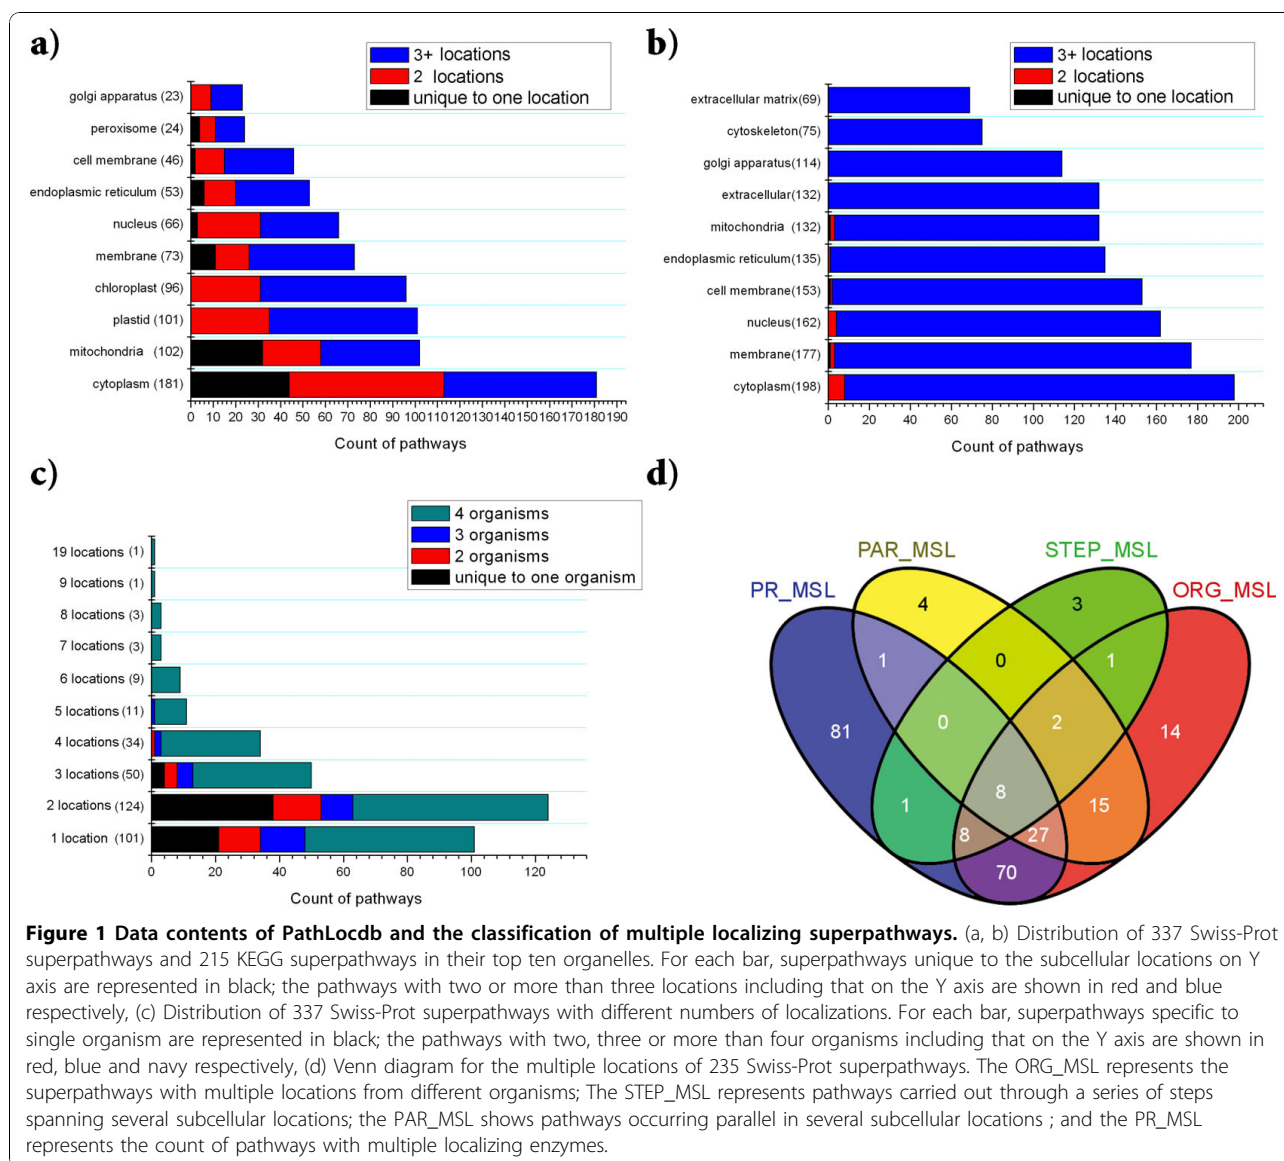 a)
3+ locations
2 locations
unique to one location
golgi apparatus (23)
peroxisome (24)
cell membrane (46)
endoplasmic reticulum (53)
nucleus (66)
membrane (73)
chloroplast (96)
plastid (101)
mitochondria (102)
cytoplasm (181)
0 10 20 30 40 50 60 70 80 90 100 110 120 130 140 150 160 170 180 190
Count of pathways
b)
3+ locations
2 locations
unique to one location
extracellular matrix(69)
cytoskeleton(75)
golgi apparatus(114)
extracellular(132)
mitochondria (132)
endoplasmic reticulum(135)
cell membrane(153)
nucleus(162)
membrane(177)
cytoplasm(198)
0 20 40 60 80 100 120 140 160 180 200
Count of pathways
c)
4 organisms
3 organisms
2 organisms
unique to one organism
19 locations (1)
9 locations (1)
8 locations (3)
7 locations (3)
6 locations (9)
5 locations (11)
4 locations (34)
3 locations (50)
2 locations (124)
1 location (101)
0 20 40 60 80 100 120
Count of pathways
d)
PAR_MSL STEP_MSL
PR_MSL ORG_MSL
4 3
1 0 1
81 0 2 14
1 8 15
8 27
70
Figure 1 Data contents of PathLocdb and the classification of multiple localizing superpathways. (a, b) Distribution of 337 Swiss-Prot
superpathways and 215 KEGG superpathways in their top ten organelles. For each bar, superpathways unique to the subcellular locations on Y
axis are represented in black; the pathways with two or more than three locations including that on the Y axis are shown in red and blue
respectively, (c) Distribution of 337 Swiss-Prot superpathways with different numbers of localizations. For each bar, superpathways specific to
single organism are represented in black; the pathways with two, three or more than four organisms including that on the Y axis are shown in
red, blue and navy respectively, (d) Venn diagram for the multiple locations of 235 Swiss-Prot superpathways. The ORG_MSL represents the
superpathways with multiple locations from different organisms; The STEP_MSL represents pathways carried out through a series of steps
spanning several subcellular locations; the PAR_MSL shows pathways occurring parallel in several subcellular locations ; and the PR_MSL
represents the count of pathways with multiple localizing enzymes.